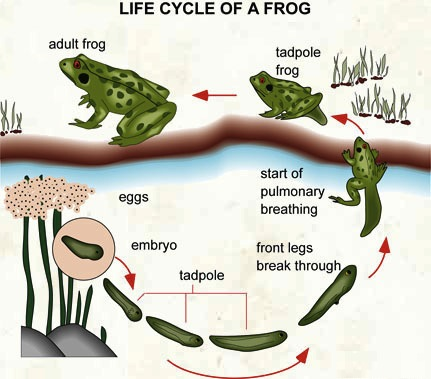 LIFE CYCLE OF A FROG
adult frog
tadpole
frog
eggs
start of
pulmonary
breathing
embryo
front legs
break through
tadpole